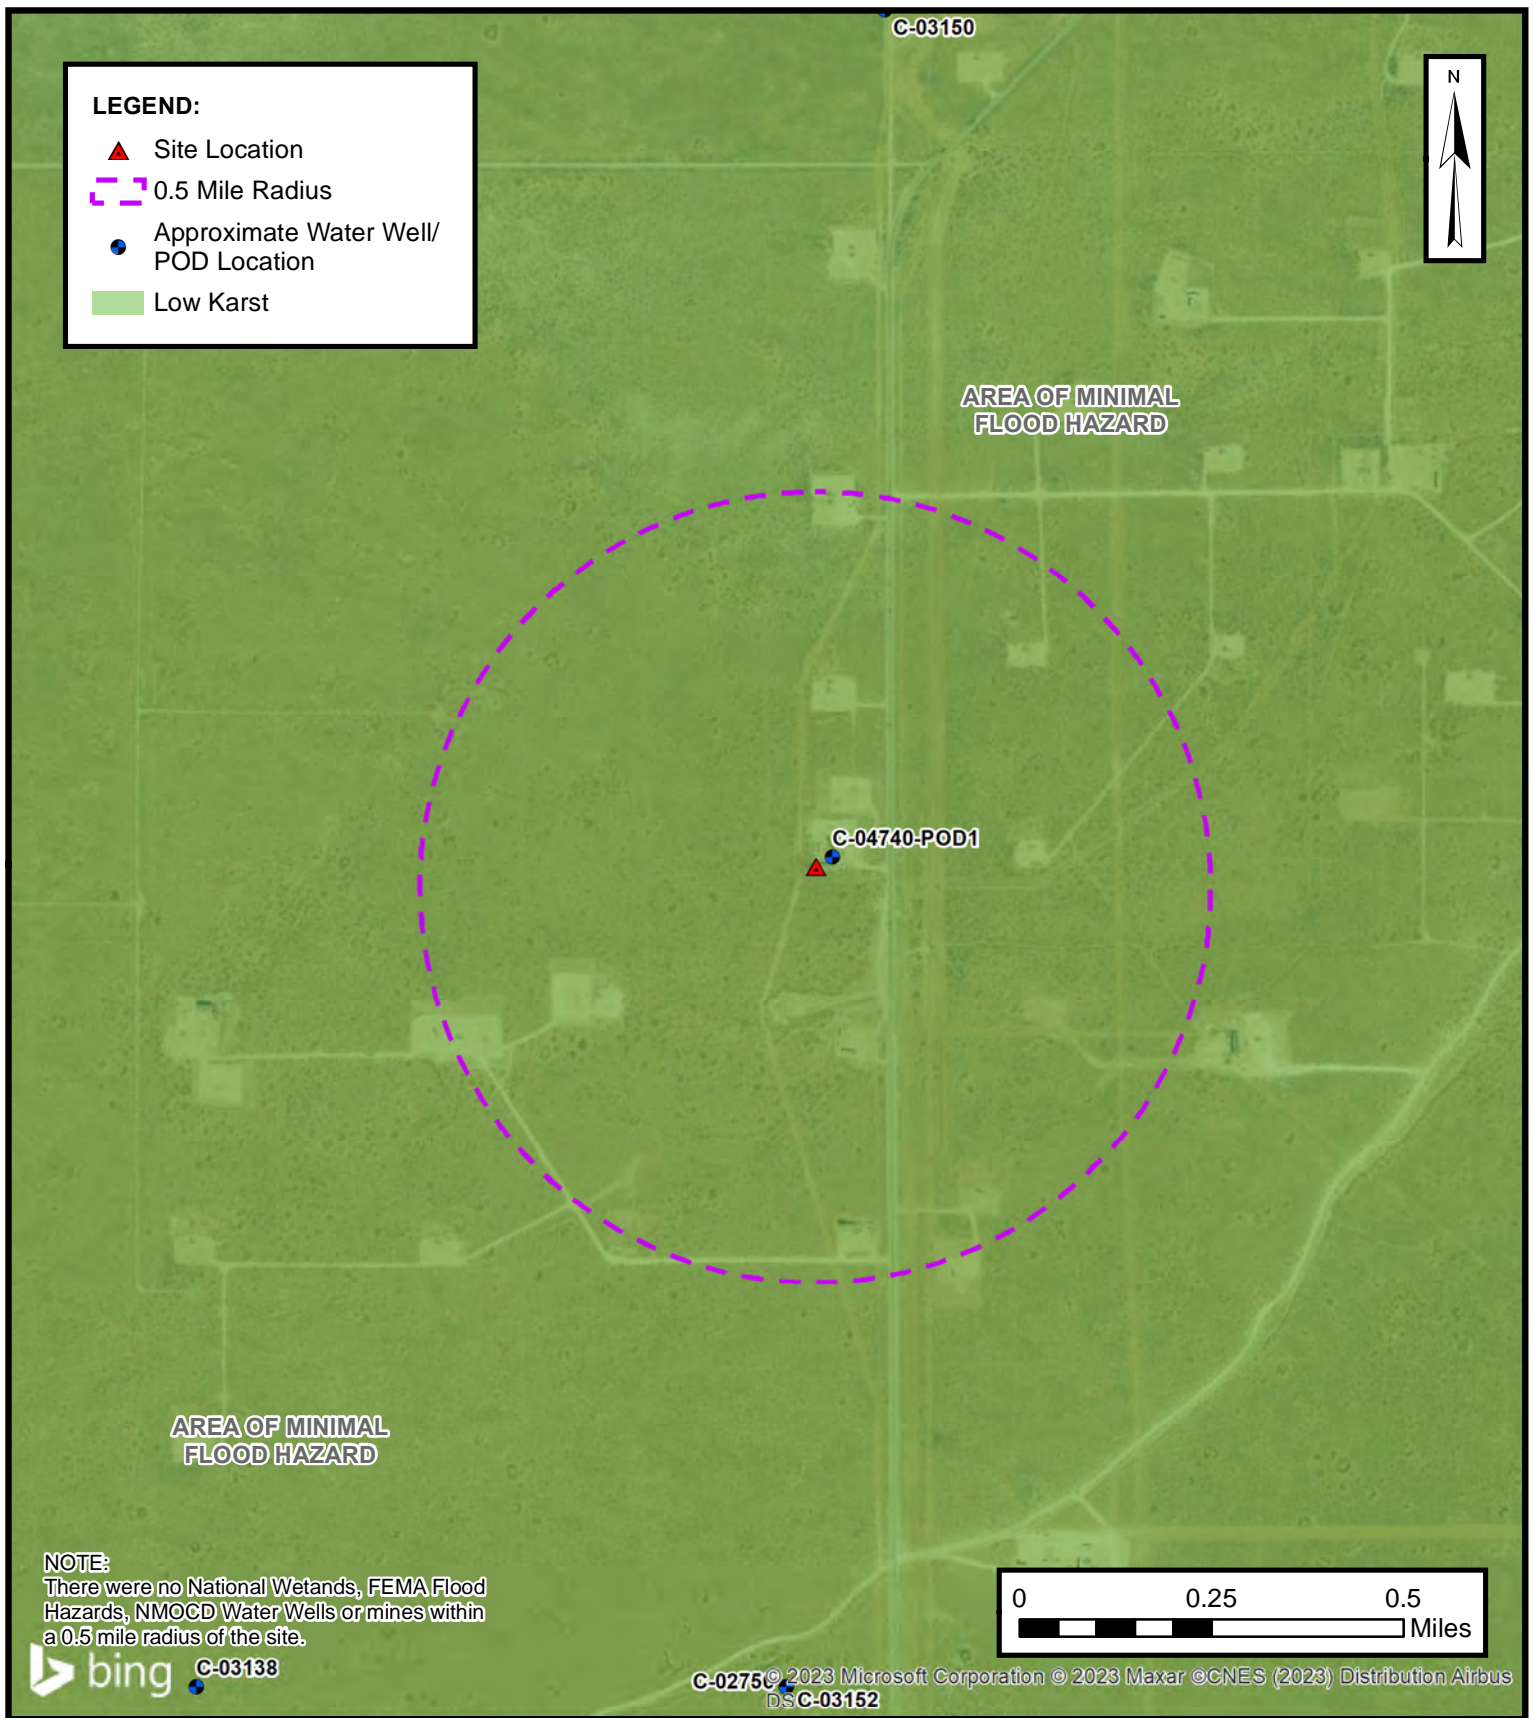 C-03150
LEGEND:
Site Location
0.5 Mile Radius
Approximate Water Well/
POD Location
Low Karst
N
AREA OF MINIMAL
FLOOD HAZARD
C-04740-POD1
AREA OF MINIMAL
FLOOD HAZARD
NOTE:
There were no National Wetands, FEMA Flood
Hazards, NMOCD Water Wells or mines within
a 0.5 mile radius of the site.
0 0.25 0.5
Miles
bing
C-03138
© 2023 Microsoft Corporation © 2023 Maxar ©CNES (2023) Distribution Airbus
DS
C-03152